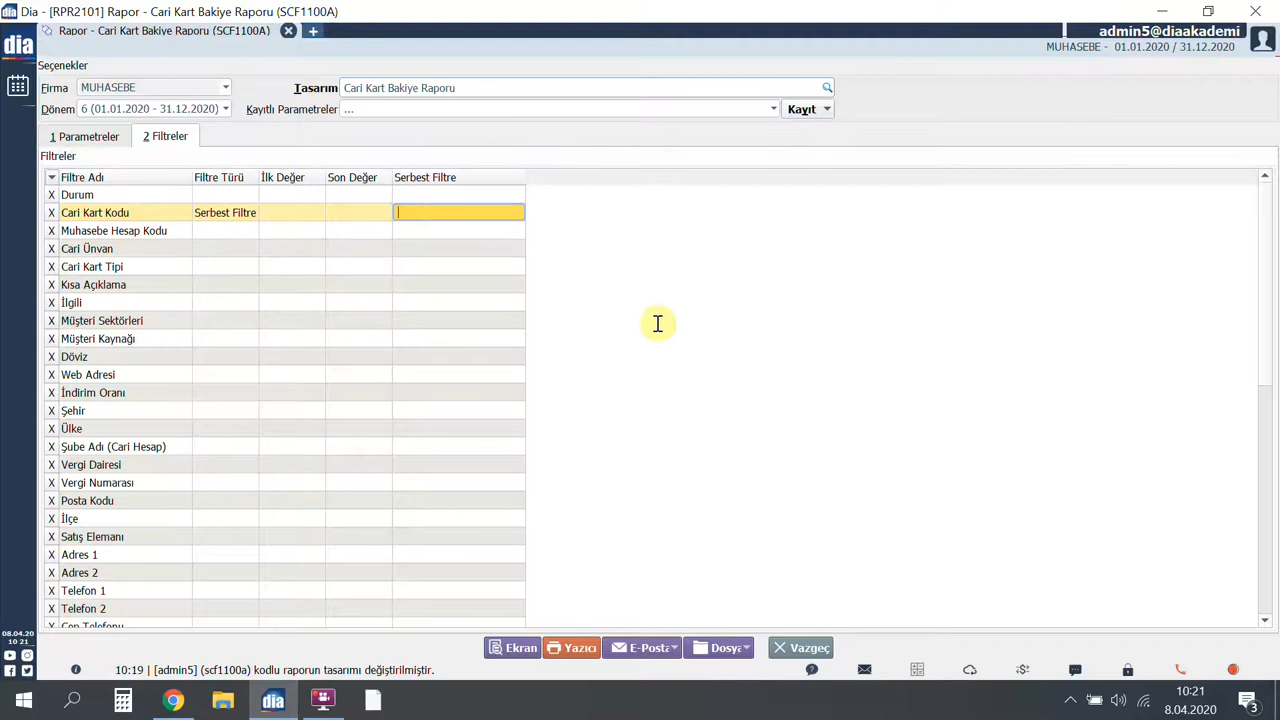 Dia - [RPR2101] Rapor - Cari Kart Bakiye Raporu (SCF1100A)
dia
Rapor - Cari Kart Bakiye Raporu (SCF1100A)
admin5@diaakademi
MUHASEBE - 01.01.2020 / 31.12.2020
Seçenekler
Firma MUHASEBE Tasarım Cari Kart Bakiye Raporu
Dönem 6 (01.01.2020 - 31.12.2020) Kayıtlı Parametreler ... Kayıt
1 Parametreler 2 Filtreler
Filtreler
Filtre Adı Filtre Türü İlk Değer Son Değer Serbest Filtre
X Durum
X Cari Kart Kodu Serbest Filtre
X Muhasebe Hesap Kodu
X Cari Ünvan
X Cari Kart Tipi
X Kısa Açıklama
X İlgili
X Müşteri Sektörleri
X Müşteri Kaynağı
X Döviz
X Web Adresi
X İndirim Oranı
X Şehir
X Ülke
X Şube Adı (Cari Hesap)
X Vergi Dairesi
X Vergi Numarası
X Posta Kodu
X İlçe
X Satış Elemanı
X Adres 1
X Adres 2
X Telefon 1
X Telefon 2
X Cep Telefonu
08.04.20
10 21
Ekran Yazıcı E-Posta Dosya Vazgeç
10:19 | [admin5] (scf1100a) kodlu raporun tasarımı değiştirilmiştir.
dia
10:21
8.04.2020
3